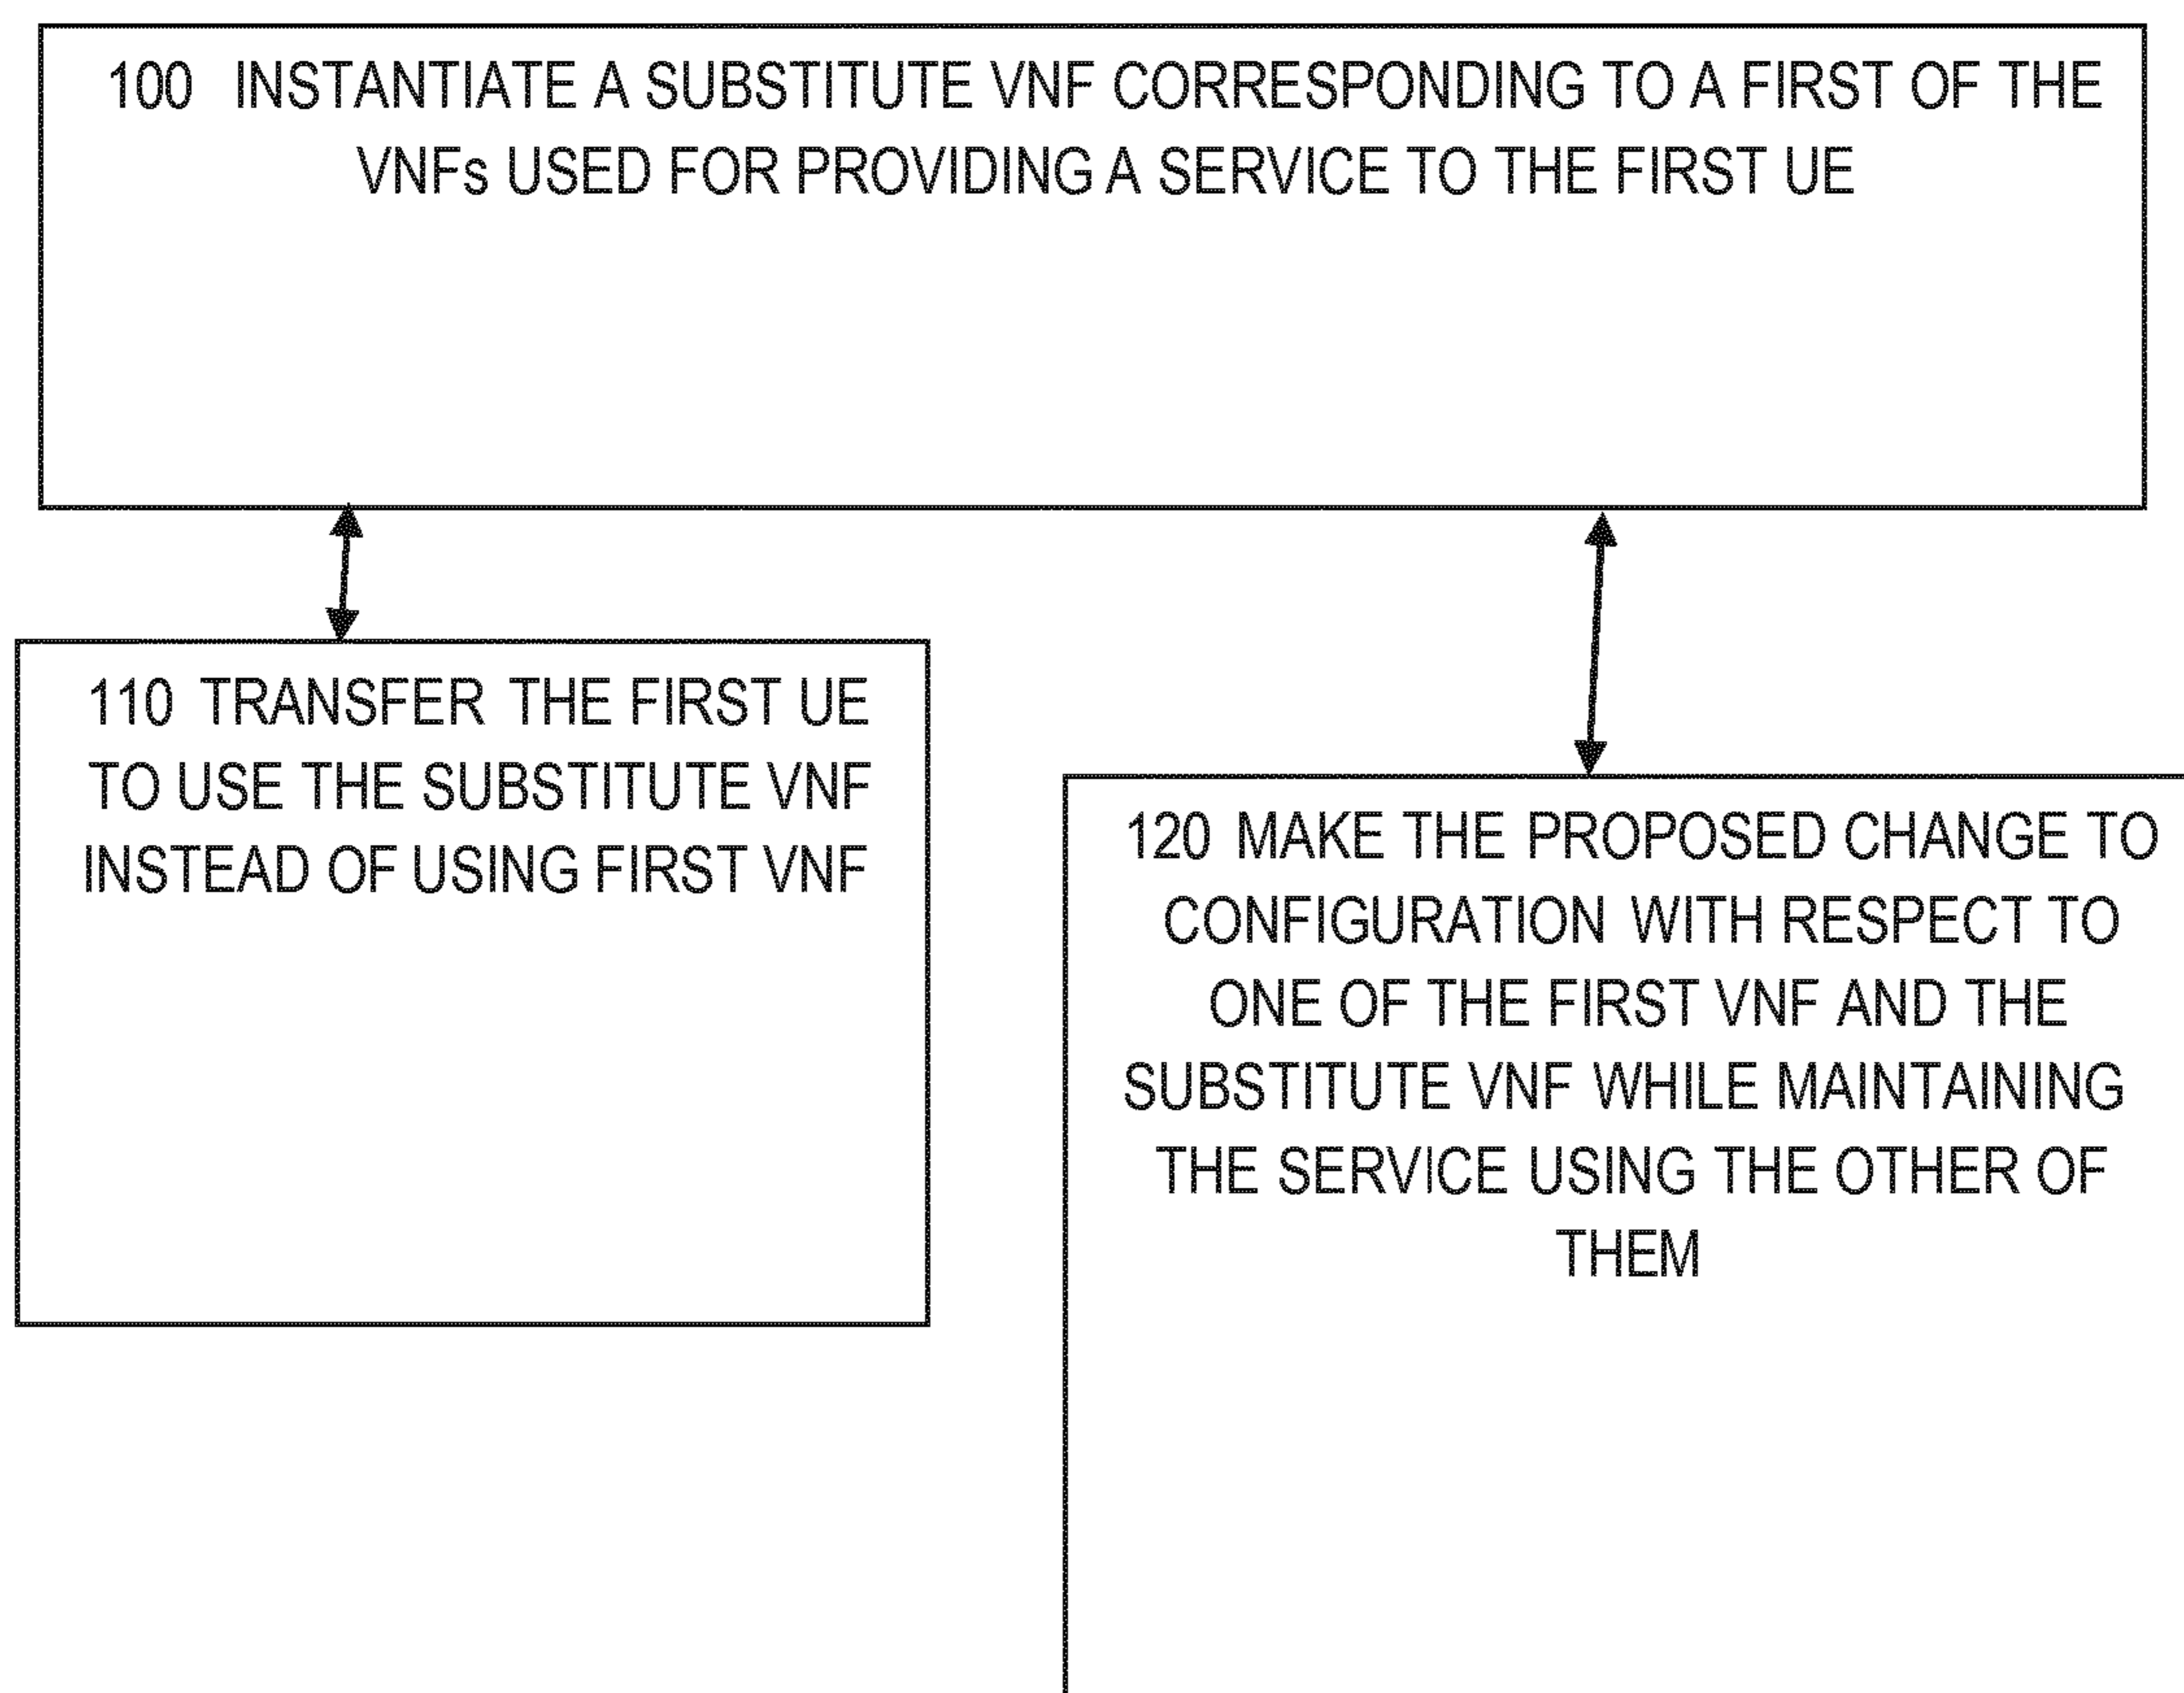 100 INSTANTIATE A SUBSTITUTE VNF CORRESPONDING TO A FIRST OF THE
VNFs USED FOR PROVIDING A SERVICE TO THE FIRST UE
110 TRANSFER THE FIRST UE
TO USE THE SUBSTITUTE VNF
INSTEAD OF USING FIRST VNF
120 MAKE THE PROPOSED CHANGE TO
CONFIGURATION WITH RESPECT TO
ONE OF THE FIRST VNF AND THE
SUBSTITUTE VNF WHILE MAINTAINING
THE SERVICE USING THE OTHER OF
THEM